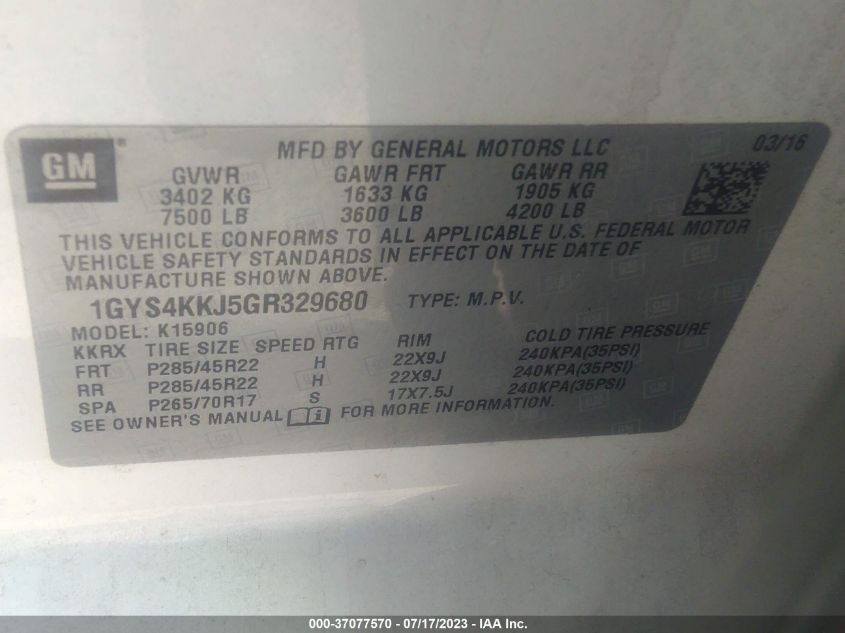 GM
MFD BY GENERAL MOTORS LLC 03/16
GVWR GAWR FRT GAWR RR
3402 KG 1633 KG 1905 KG
7500 LB 3600 LB 4200 LB
THIS VEHICLE CONFORMS TO ALL APPLICABLE U.S. FEDERAL MOTOR
VEHICLE SAFETY STANDARDS IN EFFECT ON THE DATE OF
MANUFACTURE SHOWN ABOVE.
1GYS4KKJ5GR329680 TYPE: M.P.V.
MODEL: K15906
KKRX TIRE SIZE SPEED RTG RIM COLD TIRE PRESSURE
FRT P285/45R22 H 22X9J 240KPA(35PSI)
RR P285/45R22 H 22X9J 240KPA(35PSI)
SPA P265/70R17 S 17X7.5J 240KPA(35PSI)
SEE OWNER'S MANUAL FOR MORE INFORMATION.
000-37077570 - 07/17/2023 - IAA Inc.